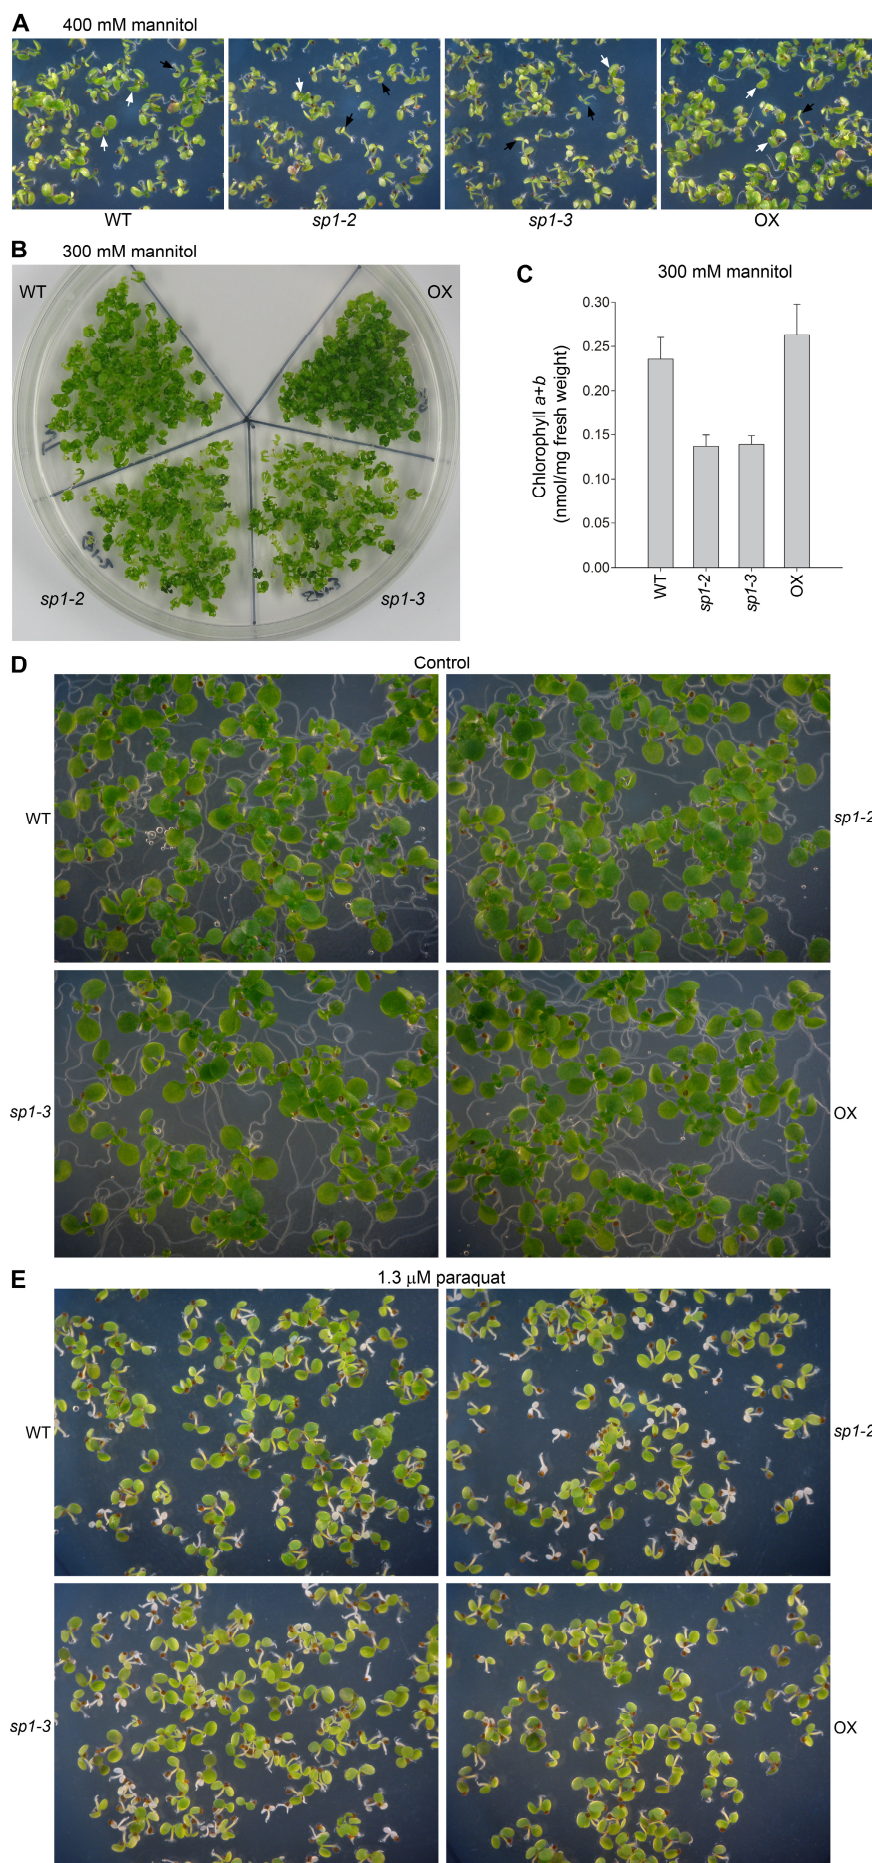 A 400 mM mannitol
WT sp1-2 sp1-3 OX
B 300 mM mannitol
WT OX
sp1-2 sp1-3
C 300 mM mannitol
Chlorophyll a+b
(nmol/mg fresh weight)
0.30
0.25
0.20
0.15
0.10
0.05
0.00
WT sp1-2 sp1-3 OX
D Control
WT sp1-2
sp1-3 OX
E 1.3 µM paraquat
WT sp1-2
sp1-3 OX